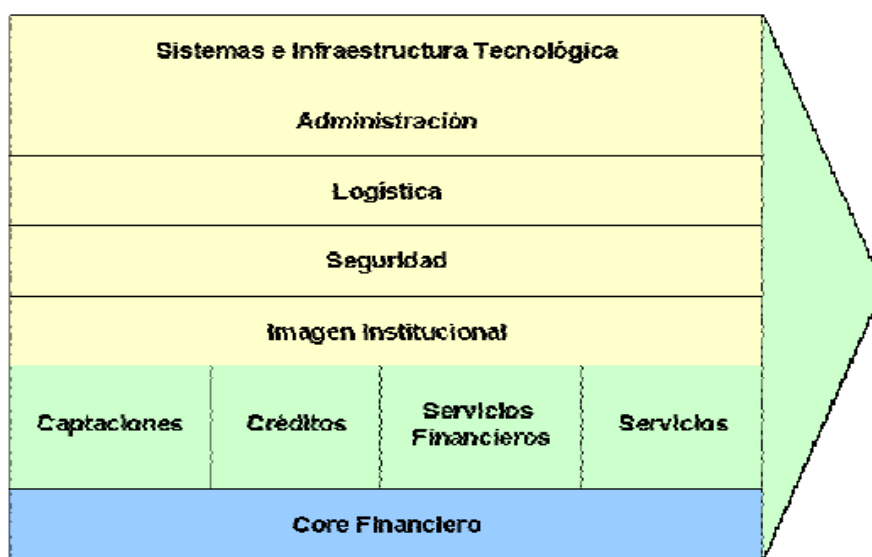 Sistemas e Infraestructura Tecnológica
Administración
Logística
Seguridad
Imagen Institucional
Captaciones
Créditos
Servicios
Financieros
Servicios
Core Financiero